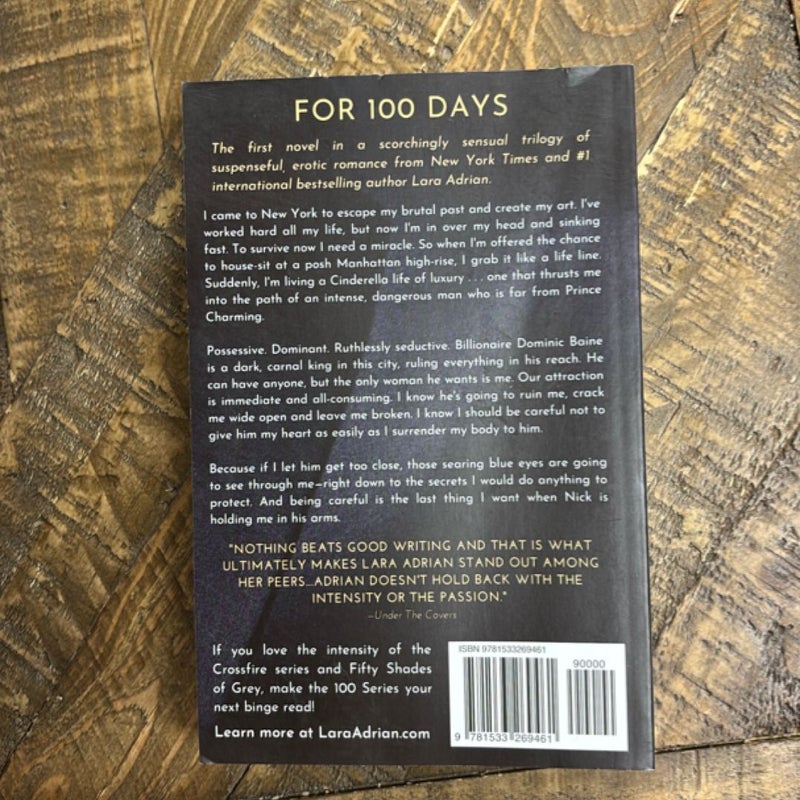 FOR 100 DAYS
The first novel in a scorchingly sensual trilogy of
suspenseful, erotic romance from New York Times and #1
international bestselling author Lara Adrian.
I came to New York to escape my brutal past and create my art. I've
worked hard all my life, but now I'm in over my head and sinking
fast. To survive now I need a miracle. So when I'm offered the chance
to house-sit at a posh Manhattan high-rise, I grab it like a life line.
Suddenly, I'm living a Cinderella life of luxury . . . one that thrusts me
into the path of an intense, dangerous man who is far from Prince
Charming.
Possessive. Dominant. Ruthlessly seductive. Billionaire Dominic Baine
is a dark, carnal king in this city, ruling everything in his reach. He
can have anyone, but the only woman he wants is me. Our attraction
is immediate and all-consuming. I know he's going to ruin me, crack
me wide open and leave me broken. I know I should be careful not to
give him my heart as easily as I surrender my body to him.
Because if I let him get too close, those searing blue eyes are going
to see through me—right down to the secrets I would do anything to
protect. And being careful is the last thing I want when Nick is
holding me in his arms.
"NOTHING BEATS GOOD WRITING AND THAT IS WHAT
ULTIMATELY MAKES LARA ADRIAN STAND OUT AMONG
HER PEERS...ADRIAN DOESN'T HOLD BACK WITH THE
INTENSITY OR THE PASSION."
—Under The Covers
If you love the intensity of the
Crossfire series and Fifty Shades
of Grey, make the 100 Series your
next binge read!
Learn more at LaraAdrian.com
ISBN 9781533269461
90000
9 781533 269461